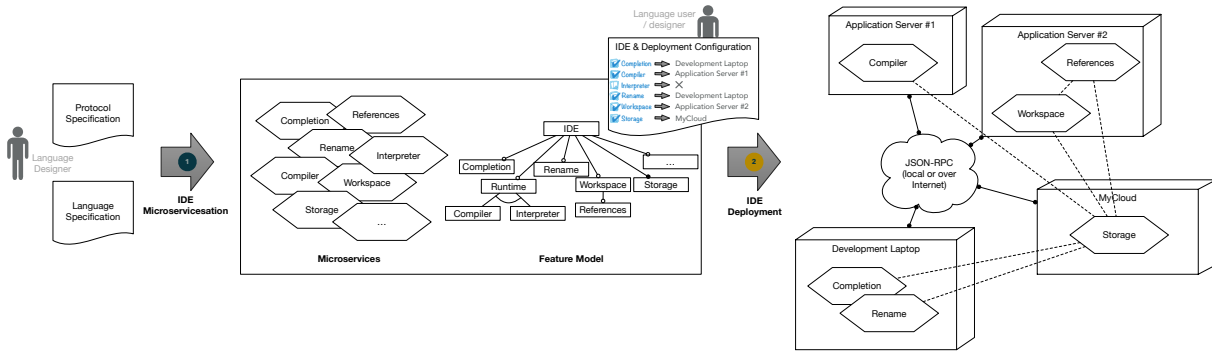 Language
Designer
Protocol
Specification
Language
Specification
1
IDE
Microservicesation
Completion
References
Rename
Interpreter
Compiler
Workspace
Storage
...
Microservices
IDE
Completion
Rename
...
Runtime
Workspace
Storage
Compiler
Interpreter
References
Feature Model
Language user
/ designer
IDE & Deployment Configuration
Completion Development Laptop
Compiler Application Server #1
Interpreter
Rename Development Laptop
Workspace Application Server #2
Storage MyCloud
2
IDE
Deployment
Application Server #1
Compiler
Application Server #2
References
Workspace
JSON-RPC
(local or over
Internet)
MyCloud
Storage
Development Laptop
Completion
Rename